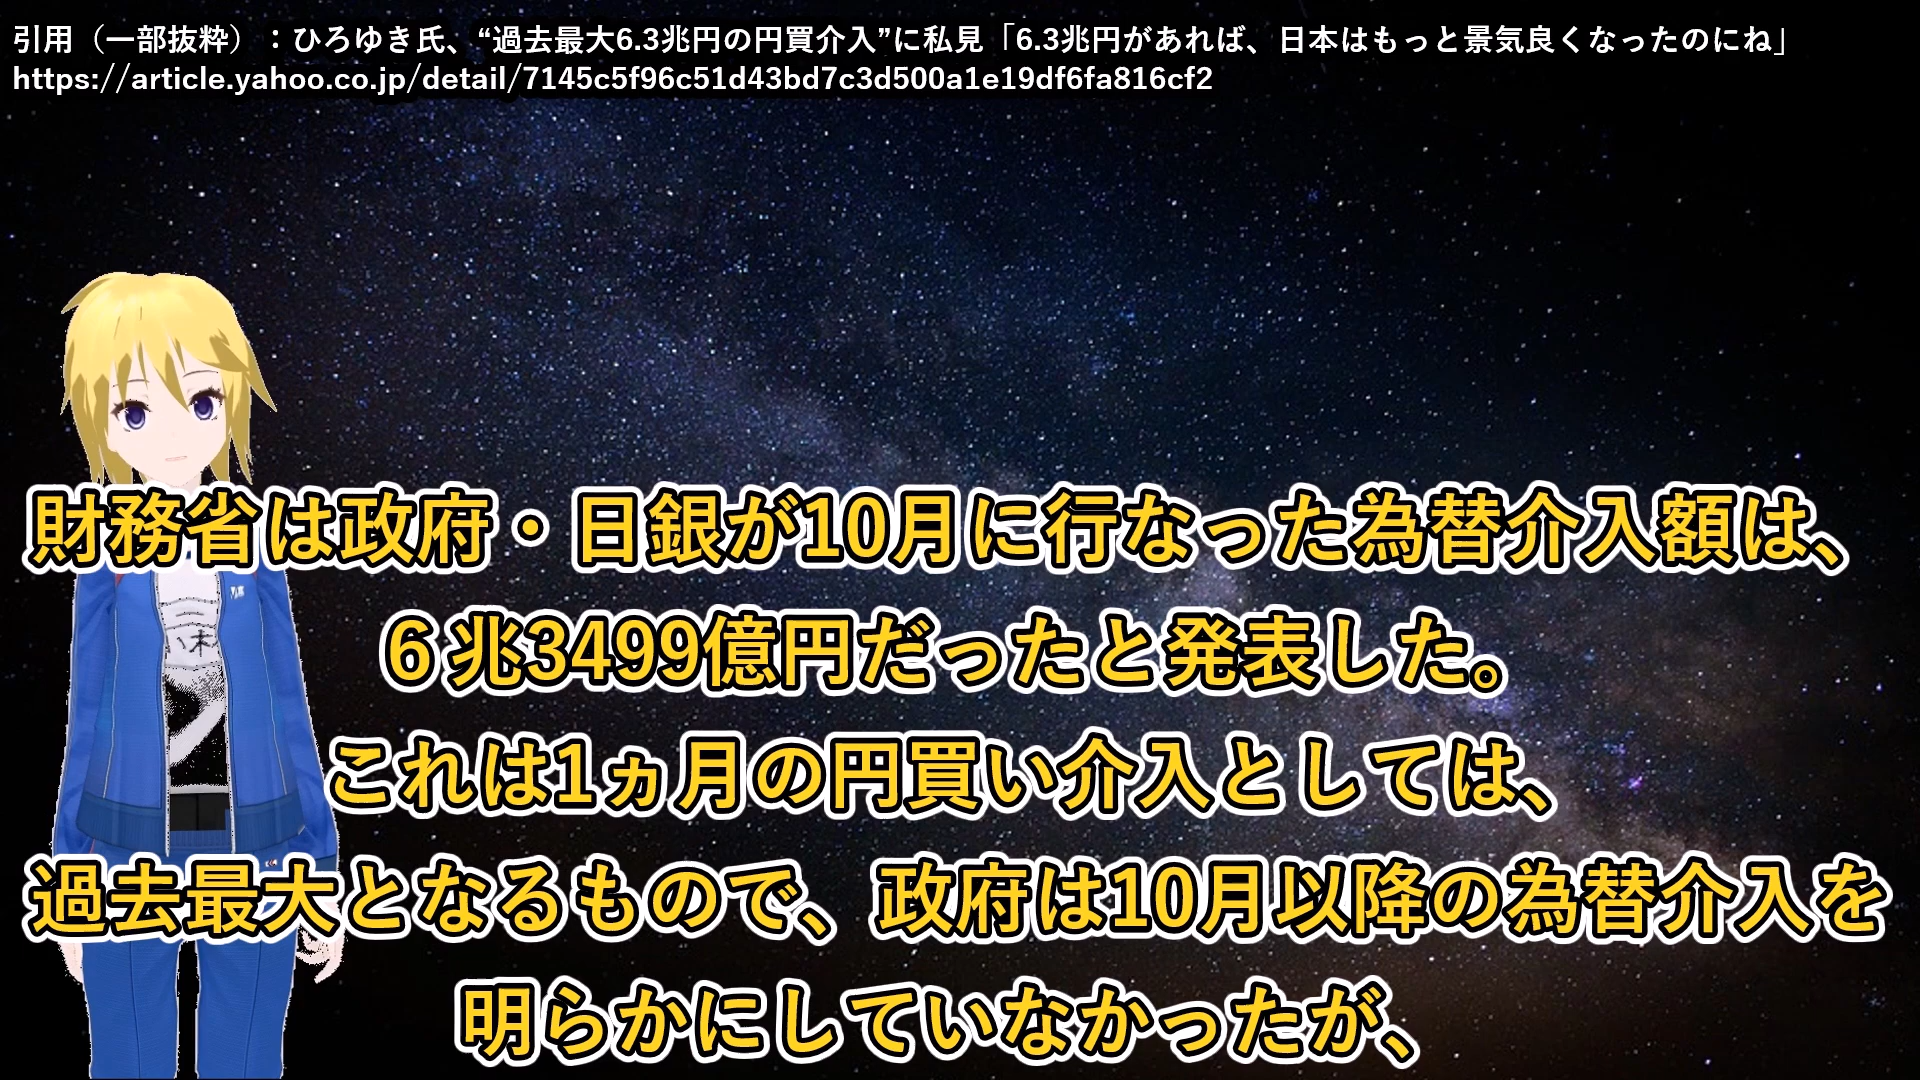 引用（一部抜粋）：ひろゆき氏、“過去最大6.3兆円の円買介入”に私見「6.3兆円があれば、日本はもっと景気良くなったのにね」
https://article.yahoo.co.jp/detail/7145c5f96c51d43bd7c3d500a1e19df6fa816cf2
財務省は政府・日銀が10月に行なった為替介入額は、
６兆3499億円だったと発表した。
これは1ヵ月の円買い介入としては、
過去最大となるもので、政府は10月以降の為替介入を
明らかにしていなかったが、